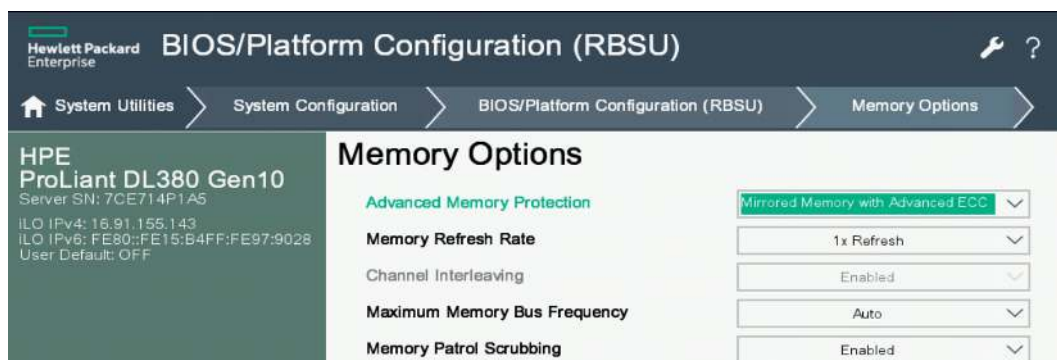 Hewlett Packard
Enterprise
BIOS/Platform Configuration (RBSU)
?
System Utilities
System Configuration
BIOS/Platform Configuration (RBSU)
Memory Options
HPE
ProLiant DL380 Gen10
Server SN: 7CE714P1A5
iLO IPv4: 16.91.155.143
iLO IPv6: FE80::FE15:B4FF:FE97:9028
User Default: OFF
Memory Options
Advanced Memory Protection Mirrored Memory with Advanced ECC
Memory Refresh Rate 1x Refresh
Channel Interleaving Enabled
Maximum Memory Bus Frequency Auto
Memory Patrol Scrubbing Enabled